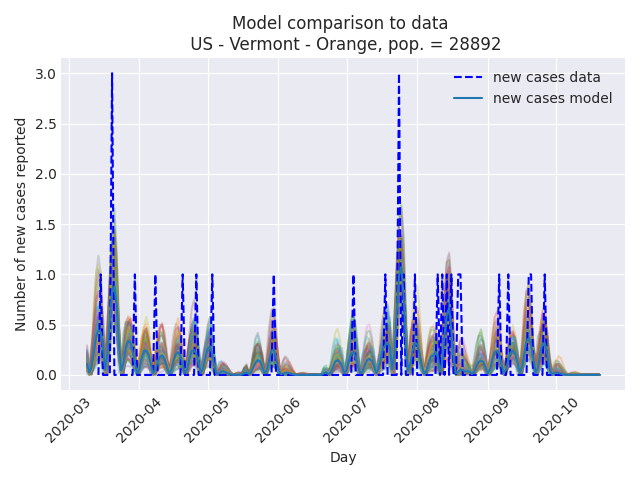 Model comparison to data
US - Vermont - Orange, pop. = 28892
3.0
2.5
2.0
1.5
1.0
0.5
0.0
Number of new cases reported
new cases data
new cases model
2020-03
2020-04
2020-05
2020-06
2020-07
2020-08
2020-09
2020-10
Day